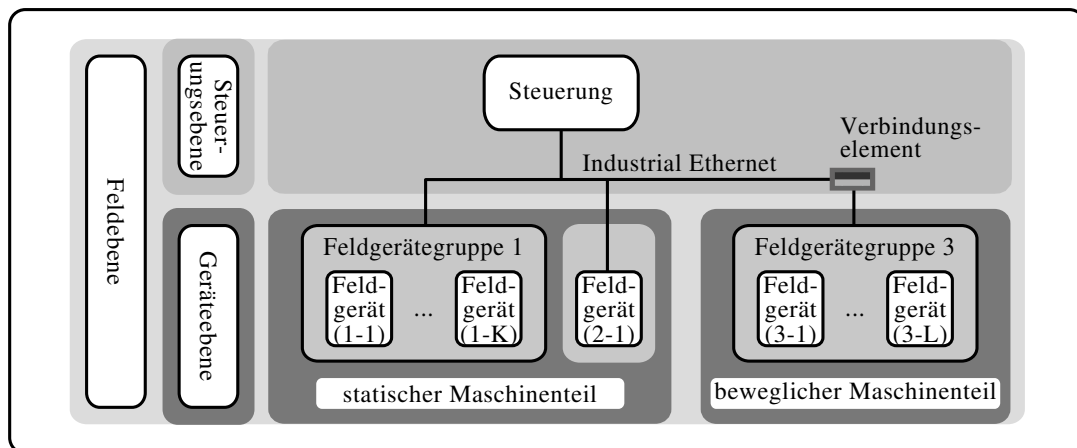 Feldebene
Steuer-
ungsebene
Geräteebene
Steuerung
Verbindungs-
element
Industrial Ethernet
Feldgerätegruppe 1
Feld-
gerät
(1-1)
...
Feld-
gerät
(1-K)
Feld-
gerät
(2-1)
statischer Maschinenteil
Feldgerätegruppe 3
Feld-
gerät
(3-1)
...
Feld-
gerät
(3-L)
beweglicher Maschinenteil